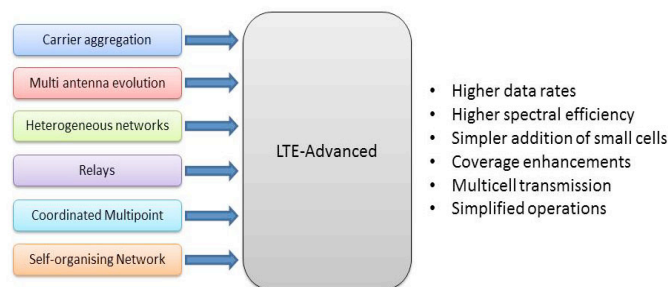 Carrier aggregation
Multi antenna evolution
Heterogeneous networks
Relays
Coordinated Multipoint
Self-organising Network
LTE-Advanced
• Higher data rates
• Higher spectral efficiency
• Simpler addition of small cells
• Coverage enhancements
• Multicell transmission
• Simplified operations